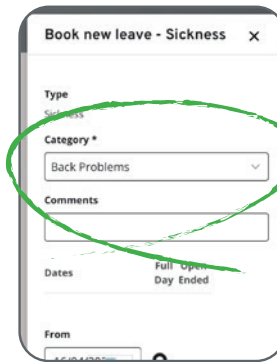 Book new leave - Sickness ×
Type
Sickness
Category *
Back Problems
Comments
Dates Full Open
Day Ended
From